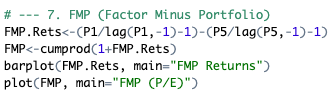 # --- 7. FMP (Factor Minus Portfolio)
FMP.Rets<-(P1/lag(P1,-1)-1)-(P5/lag(P5,-1)-1)
FMP<-cumprod(1+FMP.Rets)
barplot(FMP.Rets, main="FMP Returns")
plot(FMP, main="FMP (P/E)")